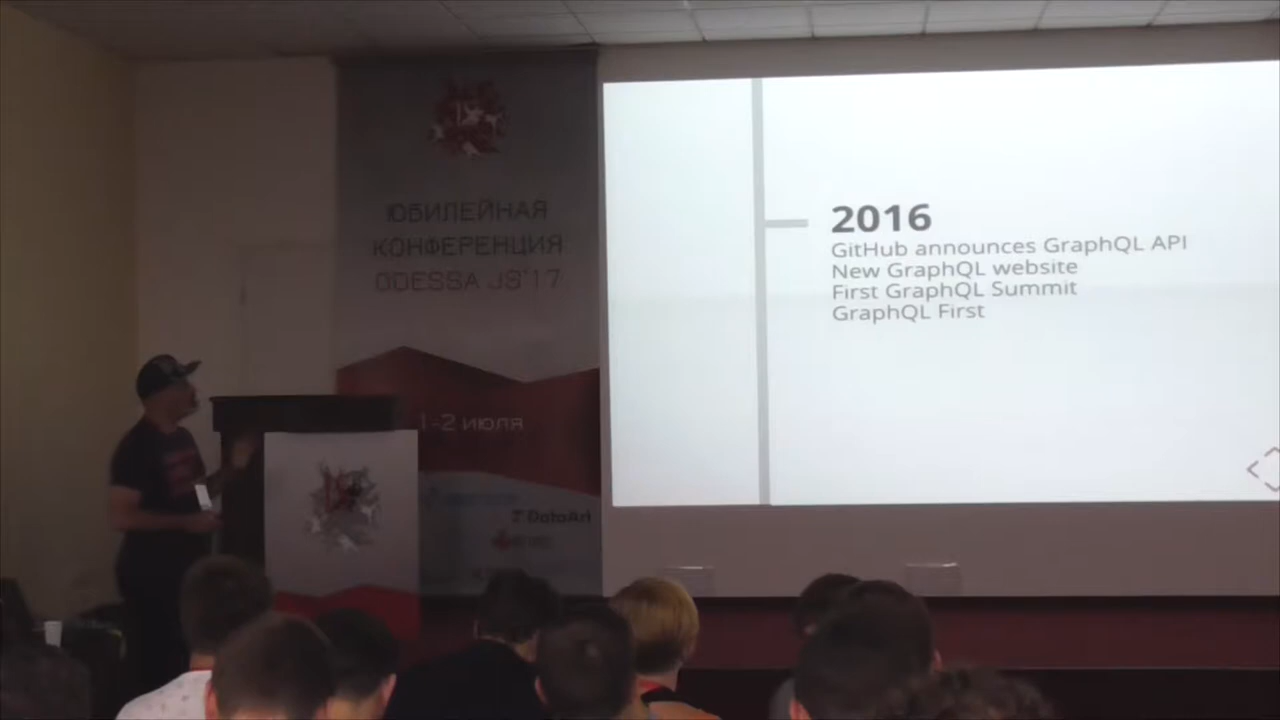 ЮБИЛЕЙНАЯ
КОНФЕРЕНЦИЯ
ODESSA JS'17
1-2 июля
DataArt
2016
GitHub announces GraphQL API
New GraphQL website
First GraphQL Summit
GraphQL First